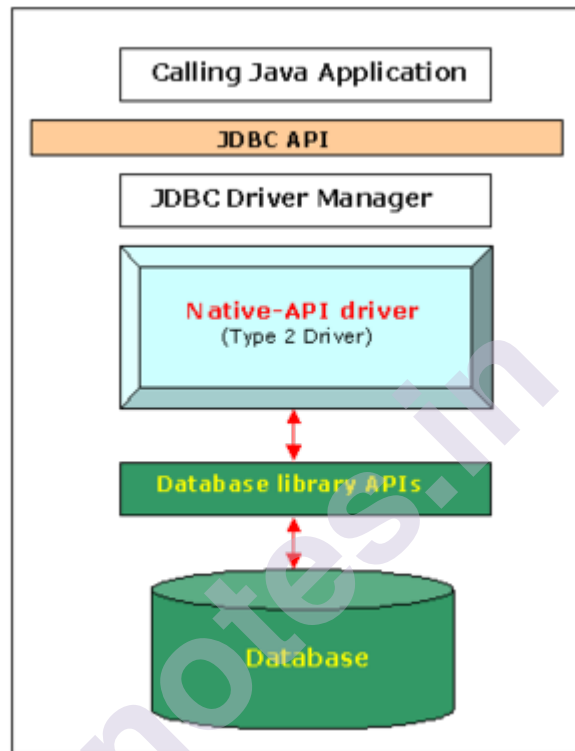 Calling Java Application
JDBC API
JDBC Driver Manager
Native-API driver
(Type 2 Driver)
Database library APIs
Database
notes.in